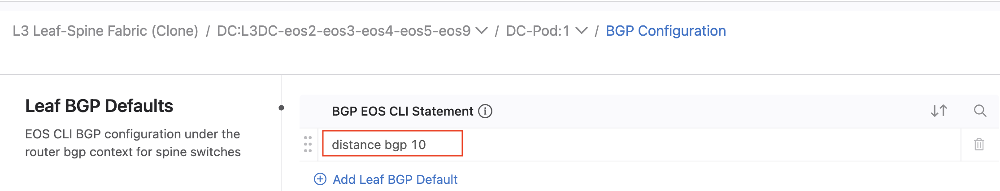 L3 Leaf-Spine Fabric (Clone) / DC:L3DC-eos2-eos3-eos4-eos5-eos9 / DC-Pod:1 / BGP Configuration
Leaf BGP Defaults
EOS CLI BGP configuration under the
router bgp context for spine switches
BGP EOS CLI Statement
distance bgp 10
Add Leaf BGP Default